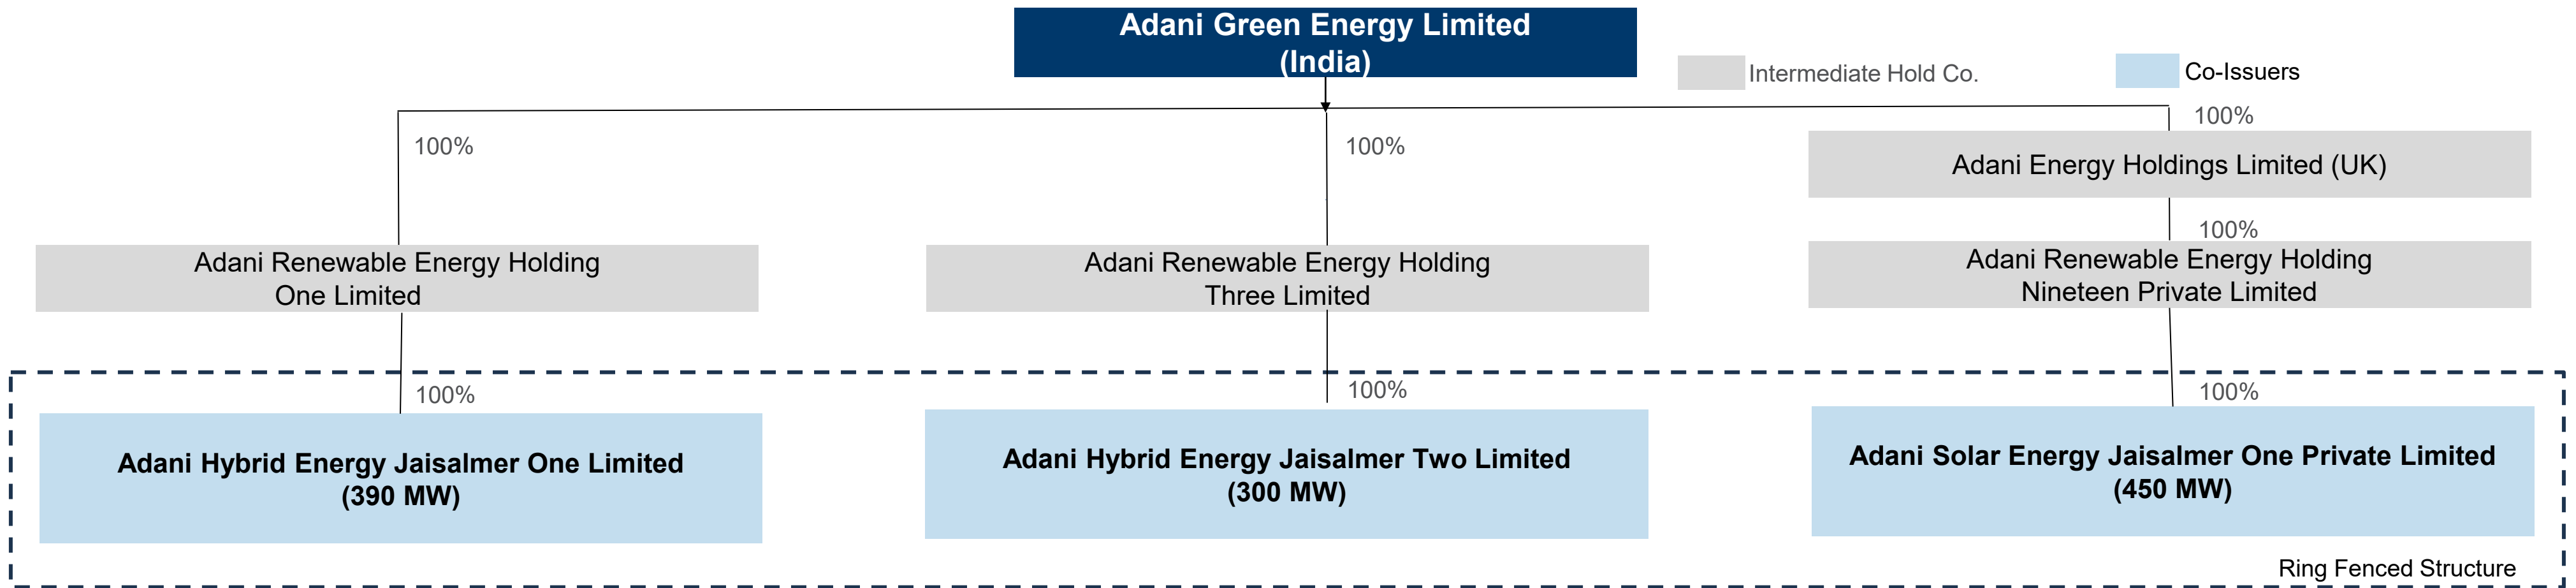 Adani Green Energy Limited
(India)
Intermediate Hold Co.
Co-Issuers
100%
100%
100%
Adani Energy Holdings Limited (UK)
100%
Adani Renewable Energy Holding
One Limited
Adani Renewable Energy Holding
Three Limited
Adani Renewable Energy Holding
Nineteen Private Limited
100%
100%
100%
Adani Hybrid Energy Jaisalmer One Limited
(390 MW)
Adani Hybrid Energy Jaisalmer Two Limited
(300 MW)
Adani Solar Energy Jaisalmer One Private Limited
(450 MW)
Ring Fenced Structure